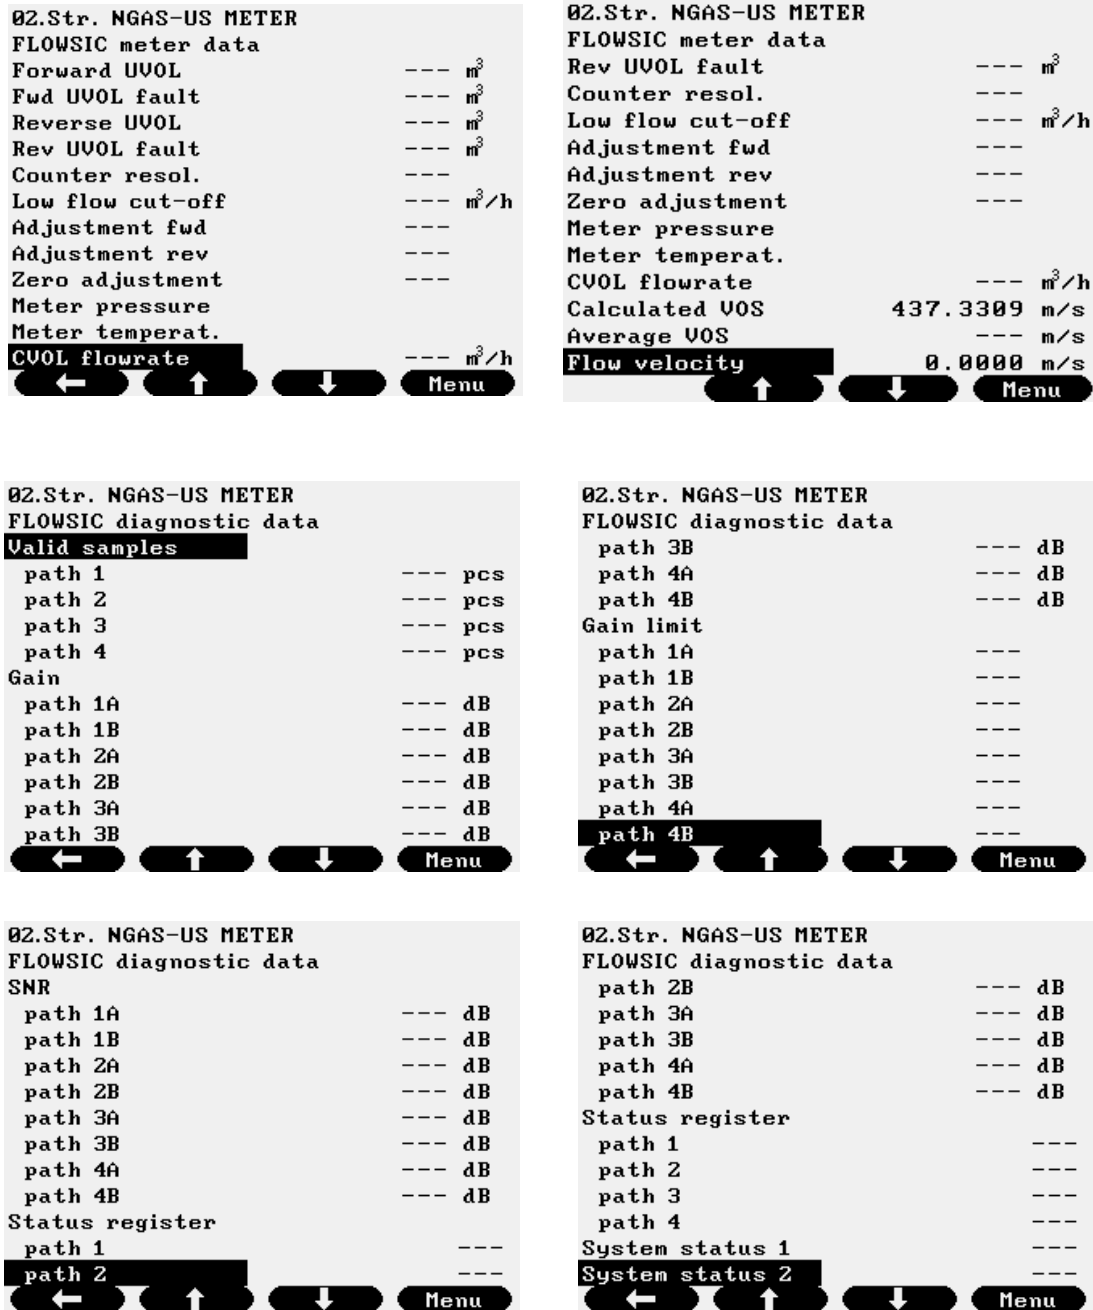 02.Str. NGAS-US METER
FLOWSIC meter data
Forward UVOL --- m³
Fwd UVOL fault --- m³
Reverse UVOL --- m³
Rev UVOL fault --- m³
Counter resol. ---
Low flow cut-off --- m³/h
Adjustment fwd ---
Adjustment rev ---
Zero adjustment ---
Meter pressure
Meter temperat.
CVOL flowrate --- m³/h
← ↑ ↓ Menu
02.Str. NGAS-US METER
FLOWSIC meter data
Rev UVOL fault --- m³
Counter resol. ---
Low flow cut-off --- m³/h
Adjustment fwd ---
Adjustment rev ---
Zero adjustment ---
Meter pressure
Meter temperat.
CVOL flowrate --- m³/h
Calculated VOS 437.3309 m/s
Average VOS --- m/s
Flow velocity 0.0000 m/s
↑ ↓ Menu
02.Str. NGAS-US METER
FLOWSIC diagnostic data
Valid samples
path 1 --- pcs
path 2 --- pcs
path 3 --- pcs
path 4 --- pcs
Gain
path 1A --- dB
path 1B --- dB
path 2A --- dB
path 2B --- dB
path 3A --- dB
path 3B --- dB
← ↑ ↓ Menu
02.Str. NGAS-US METER
FLOWSIC diagnostic data
path 3B --- dB
path 4A --- dB
path 4B --- dB
Gain limit
path 1A ---
path 1B ---
path 2A ---
path 2B ---
path 3A ---
path 3B ---
path 4A ---
path 4B ---
← ↑ ↓ Menu
02.Str. NGAS-US METER
FLOWSIC diagnostic data
SNR
path 1A --- dB
path 1B --- dB
path 2A --- dB
path 2B --- dB
path 3A --- dB
path 3B --- dB
path 4A --- dB
path 4B --- dB
Status register
path 1 ---
path 2 ---
← ↑ ↓ Menu
02.Str. NGAS-US METER
FLOWSIC diagnostic data
path 2B --- dB
path 3A --- dB
path 3B --- dB
path 4A --- dB
path 4B --- dB
Status register
path 1 ---
path 2 ---
path 3 ---
path 4 ---
System status 1 ---
System status 2 ---
← ↑ ↓ Menu